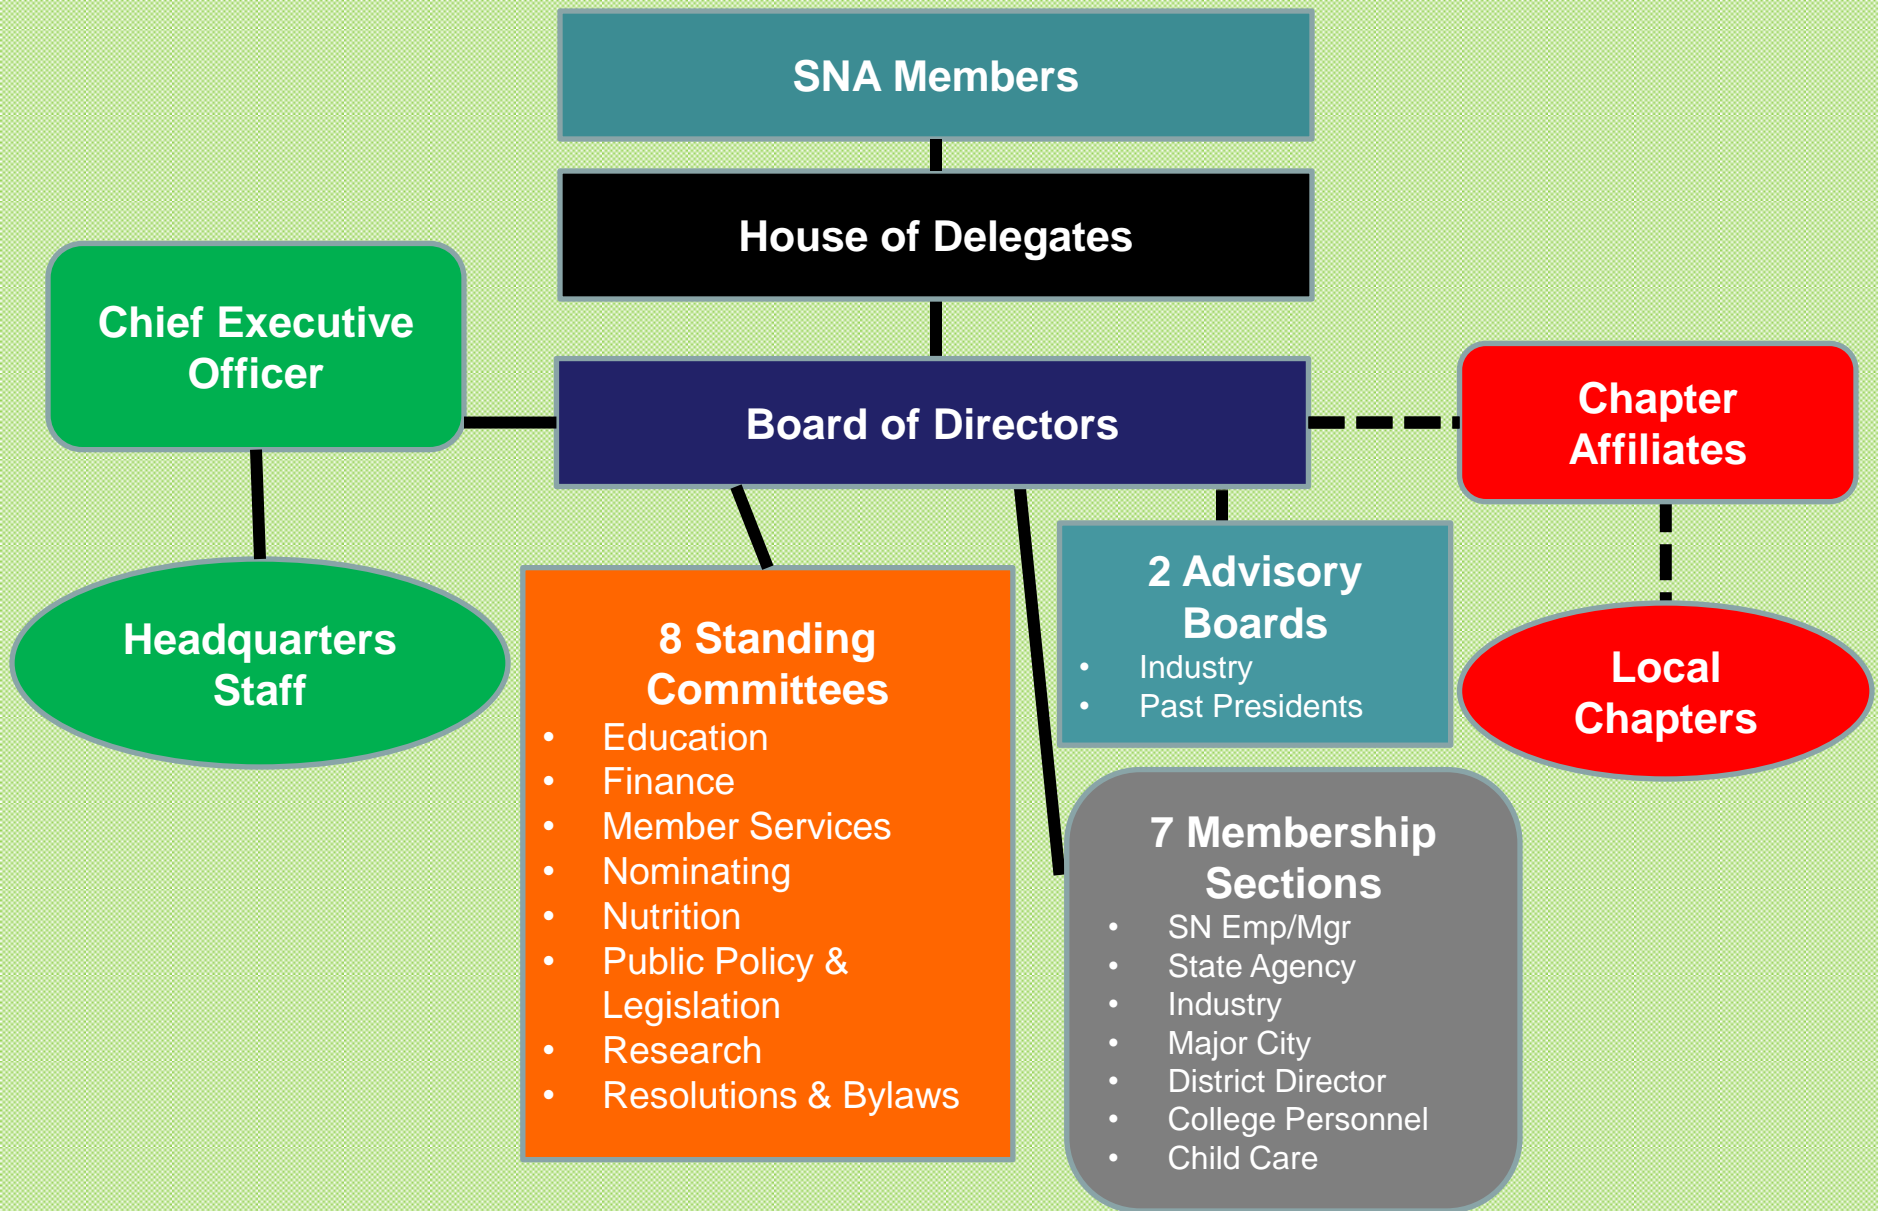 SNA Members
House of Delegates
Chief Executive
Officer
Board of Directors
Chapter
Affiliates
Headquarters
Staff
8 Standing
Committees
• Education
• Finance
• Member Services
• Nominating
• Nutrition
• Public Policy &
Legislation
• Research
• Resolutions & Bylaws
2 Advisory
Boards
• Industry
• Past Presidents
Local
Chapters
7 Membership
Sections
• SN Emp/Mgr
• State Agency
• Industry
• Major City
• District Director
• College Personnel
• Child Care